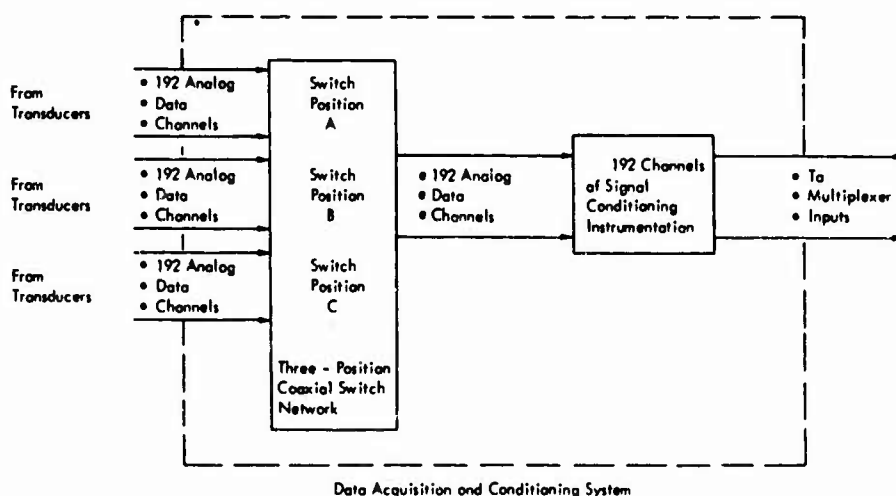 From
Transducers
• 192 Analog
• Data
• Channels
Switch
Position
A
From
Transducers
• 192 Analog
• Data
• Channels
Switch
Position
B
• 192 Analog
• Data
• Channels
192 Channels
of Signal
Conditioning
Instrumentation
• Ta
• Multiplexer
• Inputs
From
Transducers
• 192 Analog
• Data
• Channels
Switch
Position
C
Three - Position
Coaxial Switch
Network
Data Acquisition and Conditioning System